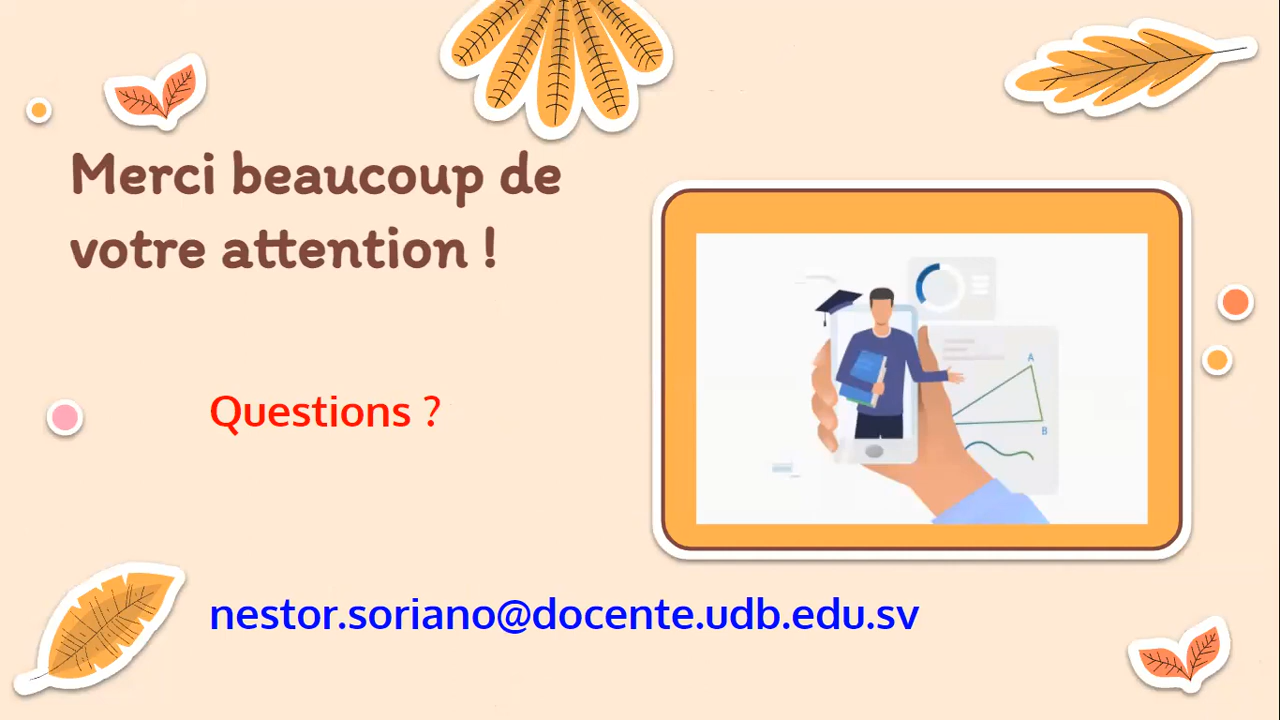 Merci beaucoup de
votre attention !
Questions ?
A
B
nestor.soriano@docente.udb.edu.sv